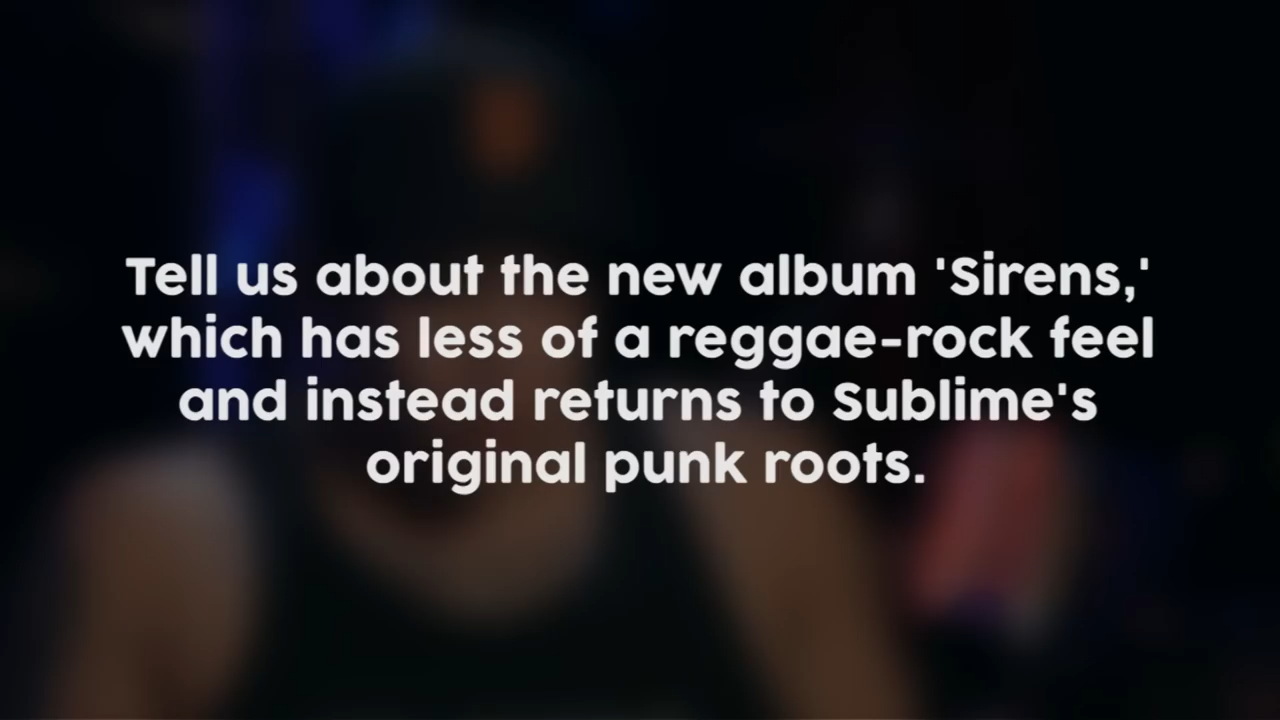 Tell us about the new album 'Sirens,'
which has less of a reggae-rock feel
and instead returns to Sublime's
original punk roots.